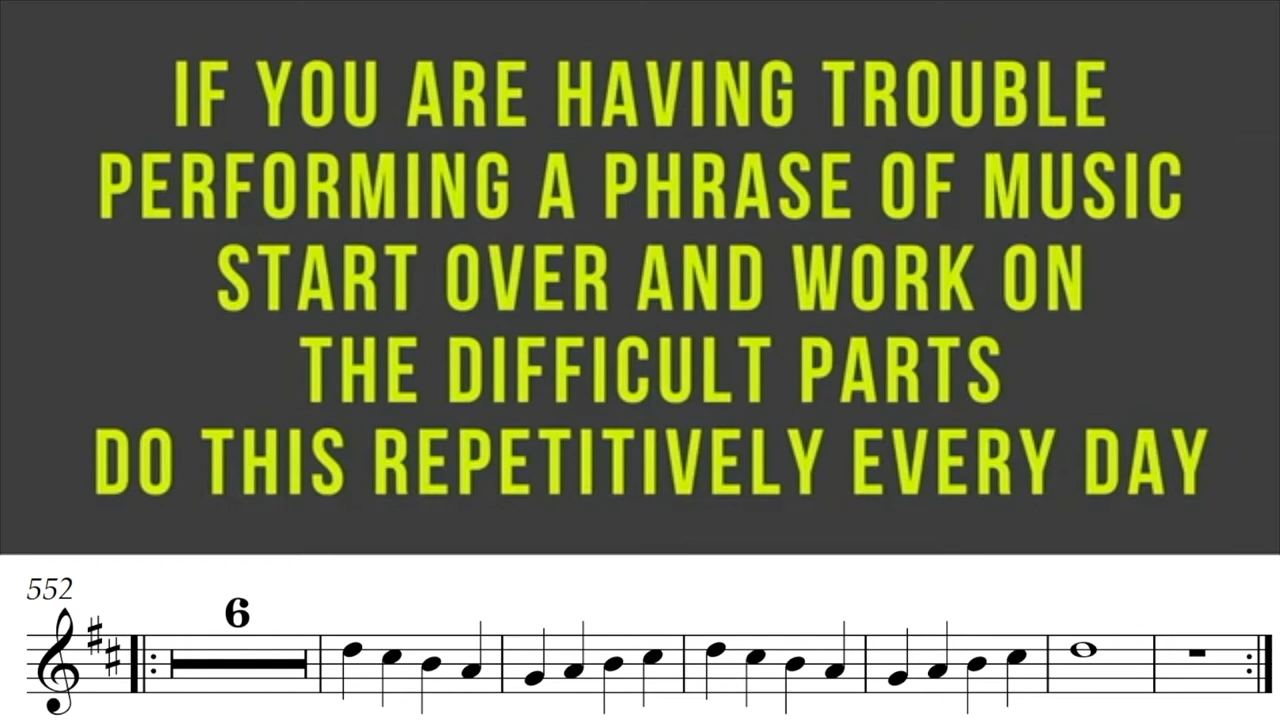 IF YOU ARE HAVING TROUBLE
PERFORMING A PHRASE OF MUSIC
START OVER AND WORK ON
THE DIFFICULT PARTS
DO THIS REPETITIVELY EVERY DAY
552
6